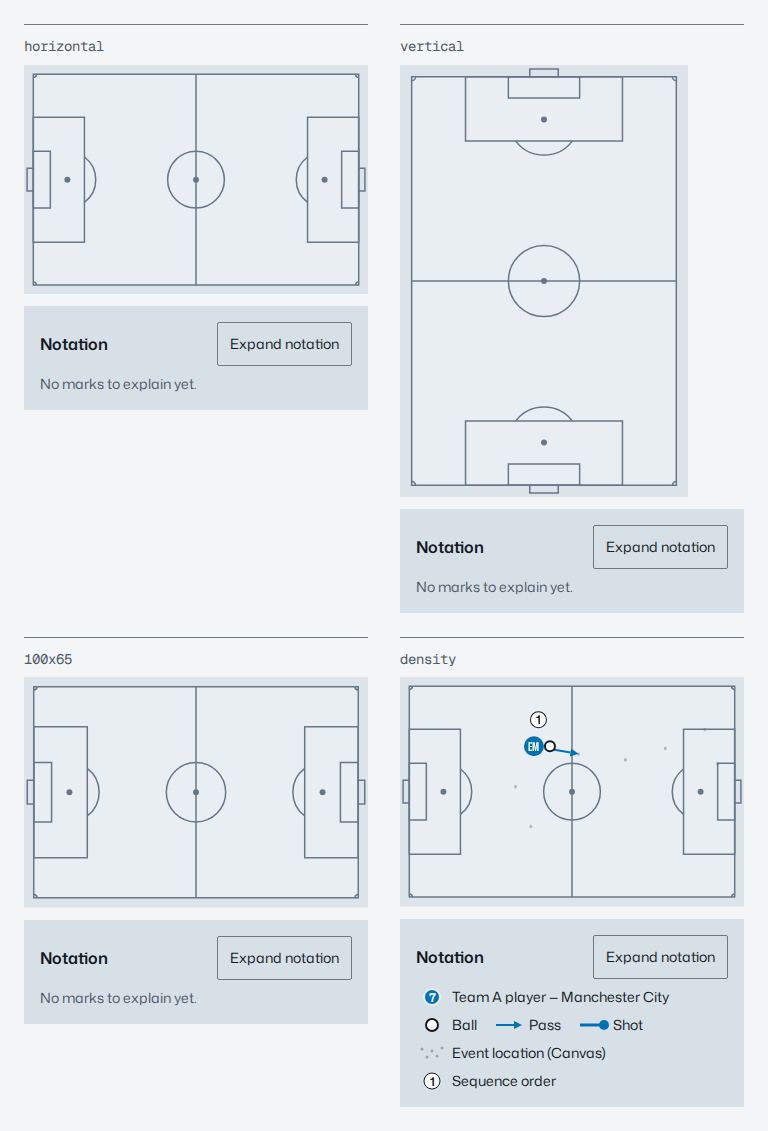 horizontal
Notation
Expand notation
No marks to explain yet.
vertical
Notation
Expand notation
No marks to explain yet.
100x65
Notation
Expand notation
No marks to explain yet.
density
1
EM
Notation
Expand notation
7 Team A player – Manchester City
Ball Pass Shot
Event location (Canvas)
1 Sequence order